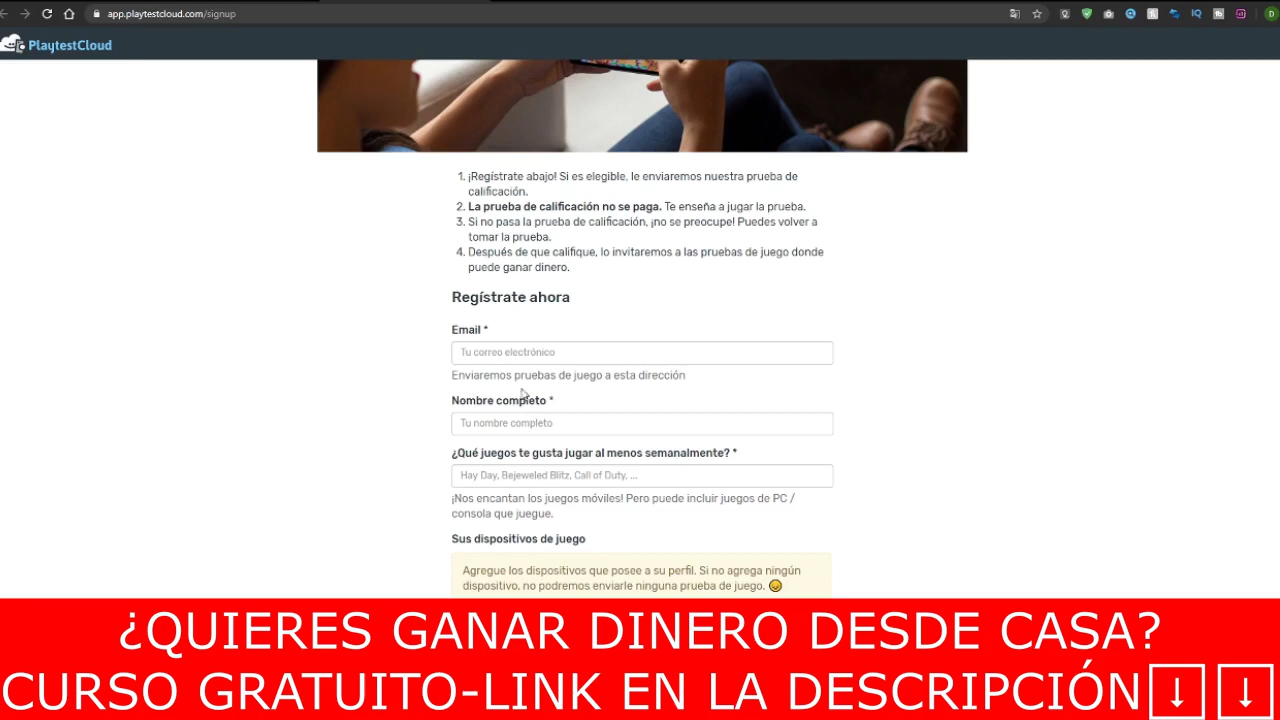 app.playtestcloud.com/signup
PlaytestCloud
1. ¡Regístrate abajo! Si es elegible, le enviaremos nuestra prueba de
calificación.
2. La prueba de calificación no se paga. Te enseña a jugar la prueba.
3. Si no pasa la prueba de calificación, ¡no se preocupe! Puedes volver a
tomar la prueba.
4. Después de que califique, lo invitaremos a las pruebas de juego donde
puede ganar dinero.
Regístrate ahora
Email *
Tu correo electrónico
Enviaremos pruebas de juego a esta dirección
Nombre completo *
Tu nombre completo
¿Qué juegos te gusta jugar al menos semanalmente? *
Hay Day, Bejeweled Blitz, Call of Duty, ...
¡Nos encantan los juegos móviles! Pero puede incluir juegos de PC /
consola que juegue.
Sus dispositivos de juego
Agregue los dispositivos que posee a su perfil. Si no agrega ningún
dispositivo, no podremos enviarle ninguna prueba de juego.
¿QUIERES GANAR DINERO DESDE CASA?
CURSO GRATUITO-LINK EN LA DESCRIPCIÓN